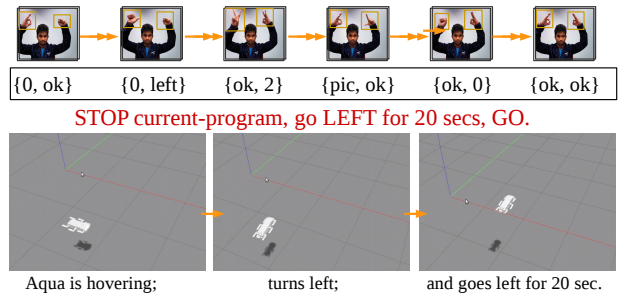 {0, ok} {0, left} {ok, 2} {pic, ok} {ok, 0} {ok, ok}
STOP current-program, go LEFT for 20 secs, GO.
Aqua is hovering; turns left; and goes left for 20 sec.